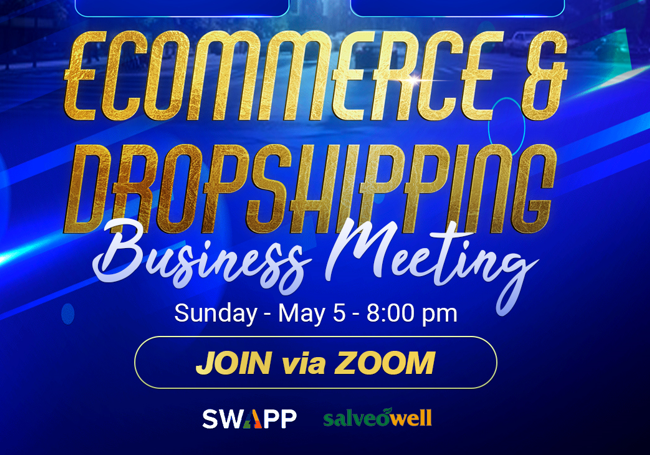 ECOMMERCE &
DROPSHIPPING
Business Meeting
Sunday - May 5 - 8:00 pm
JOIN via ZOOM
SWAPP salveowell